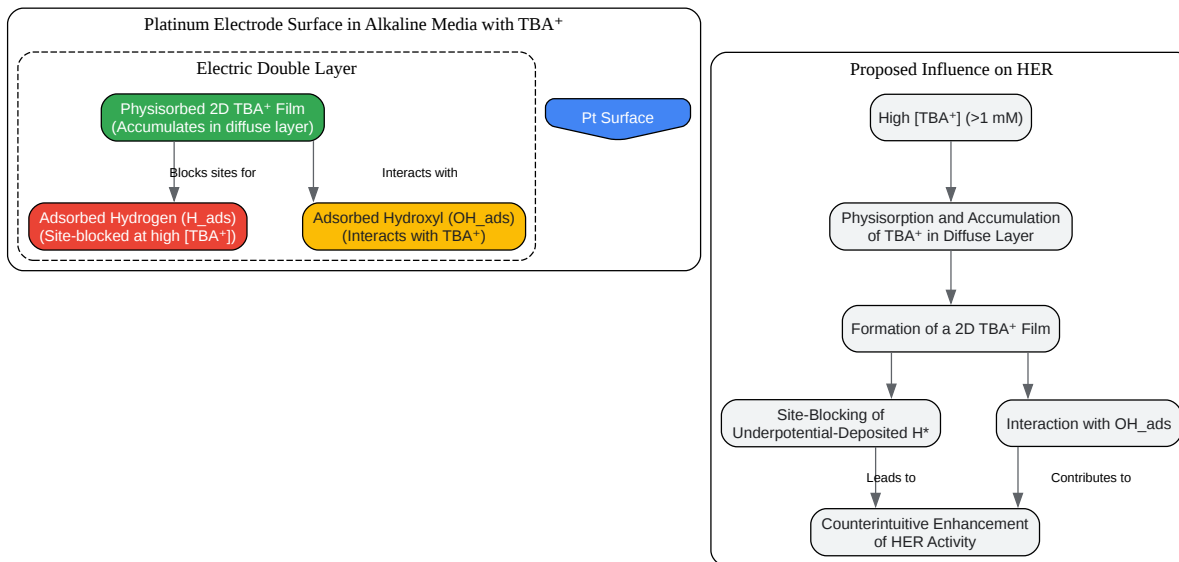 Platinum Electrode Surface in Alkaline Media with TBA⁺
Electric Double Layer
Physisorbed 2D TBA⁺ Film
(Accumulates in diffuse layer)
Pt Surface
Blocks sites for
Interacts with
Adsorbed Hydrogen (H_ads)
(Site-blocked at high [TBA⁺])
Adsorbed Hydroxyl (OH_ads)
(Interacts with TBA⁺)
Proposed Influence on HER
High [TBA⁺] (>1 mM)
Physisorption and Accumulation
of TBA⁺ in Diffuse Layer
Formation of a 2D TBA⁺ Film
Site-Blocking of
Underpotential-Deposited H*
Interaction with OH_ads
Leads to
Contributes to
Counterintuitive Enhancement
of HER Activity